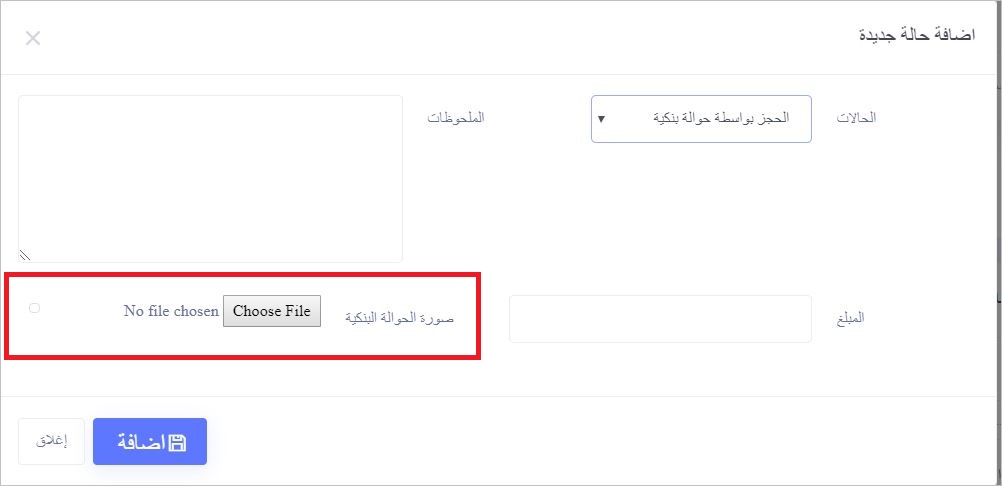 اضافة حالة جديدة
الحالات
الحجز بواسطة حوالة بنكية
الملحوظات
المبلغ
صورة الحوالة البنكية
Choose File No file chosen
اضافة
إغلاق